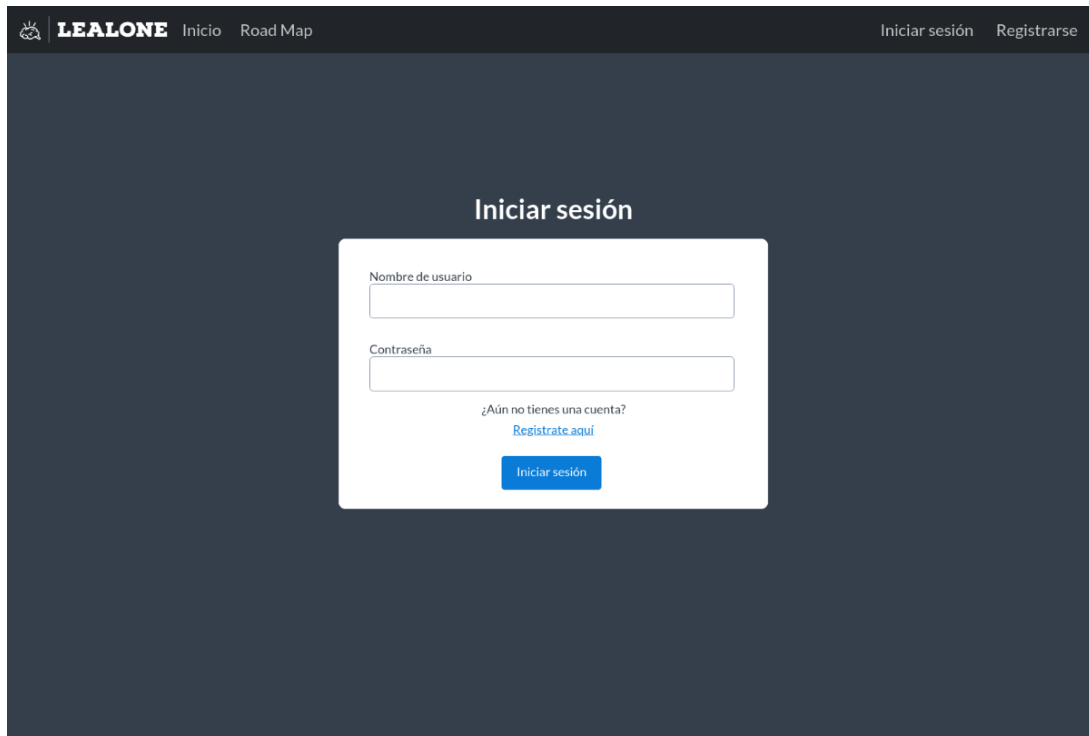 LEALONE Inicio Road Map Iniciar sesión Registrarse
Iniciar sesión
Nombre de usuario
Contraseña
¿Aún no tienes una cuenta?
Registrate aquí
Iniciar sesión